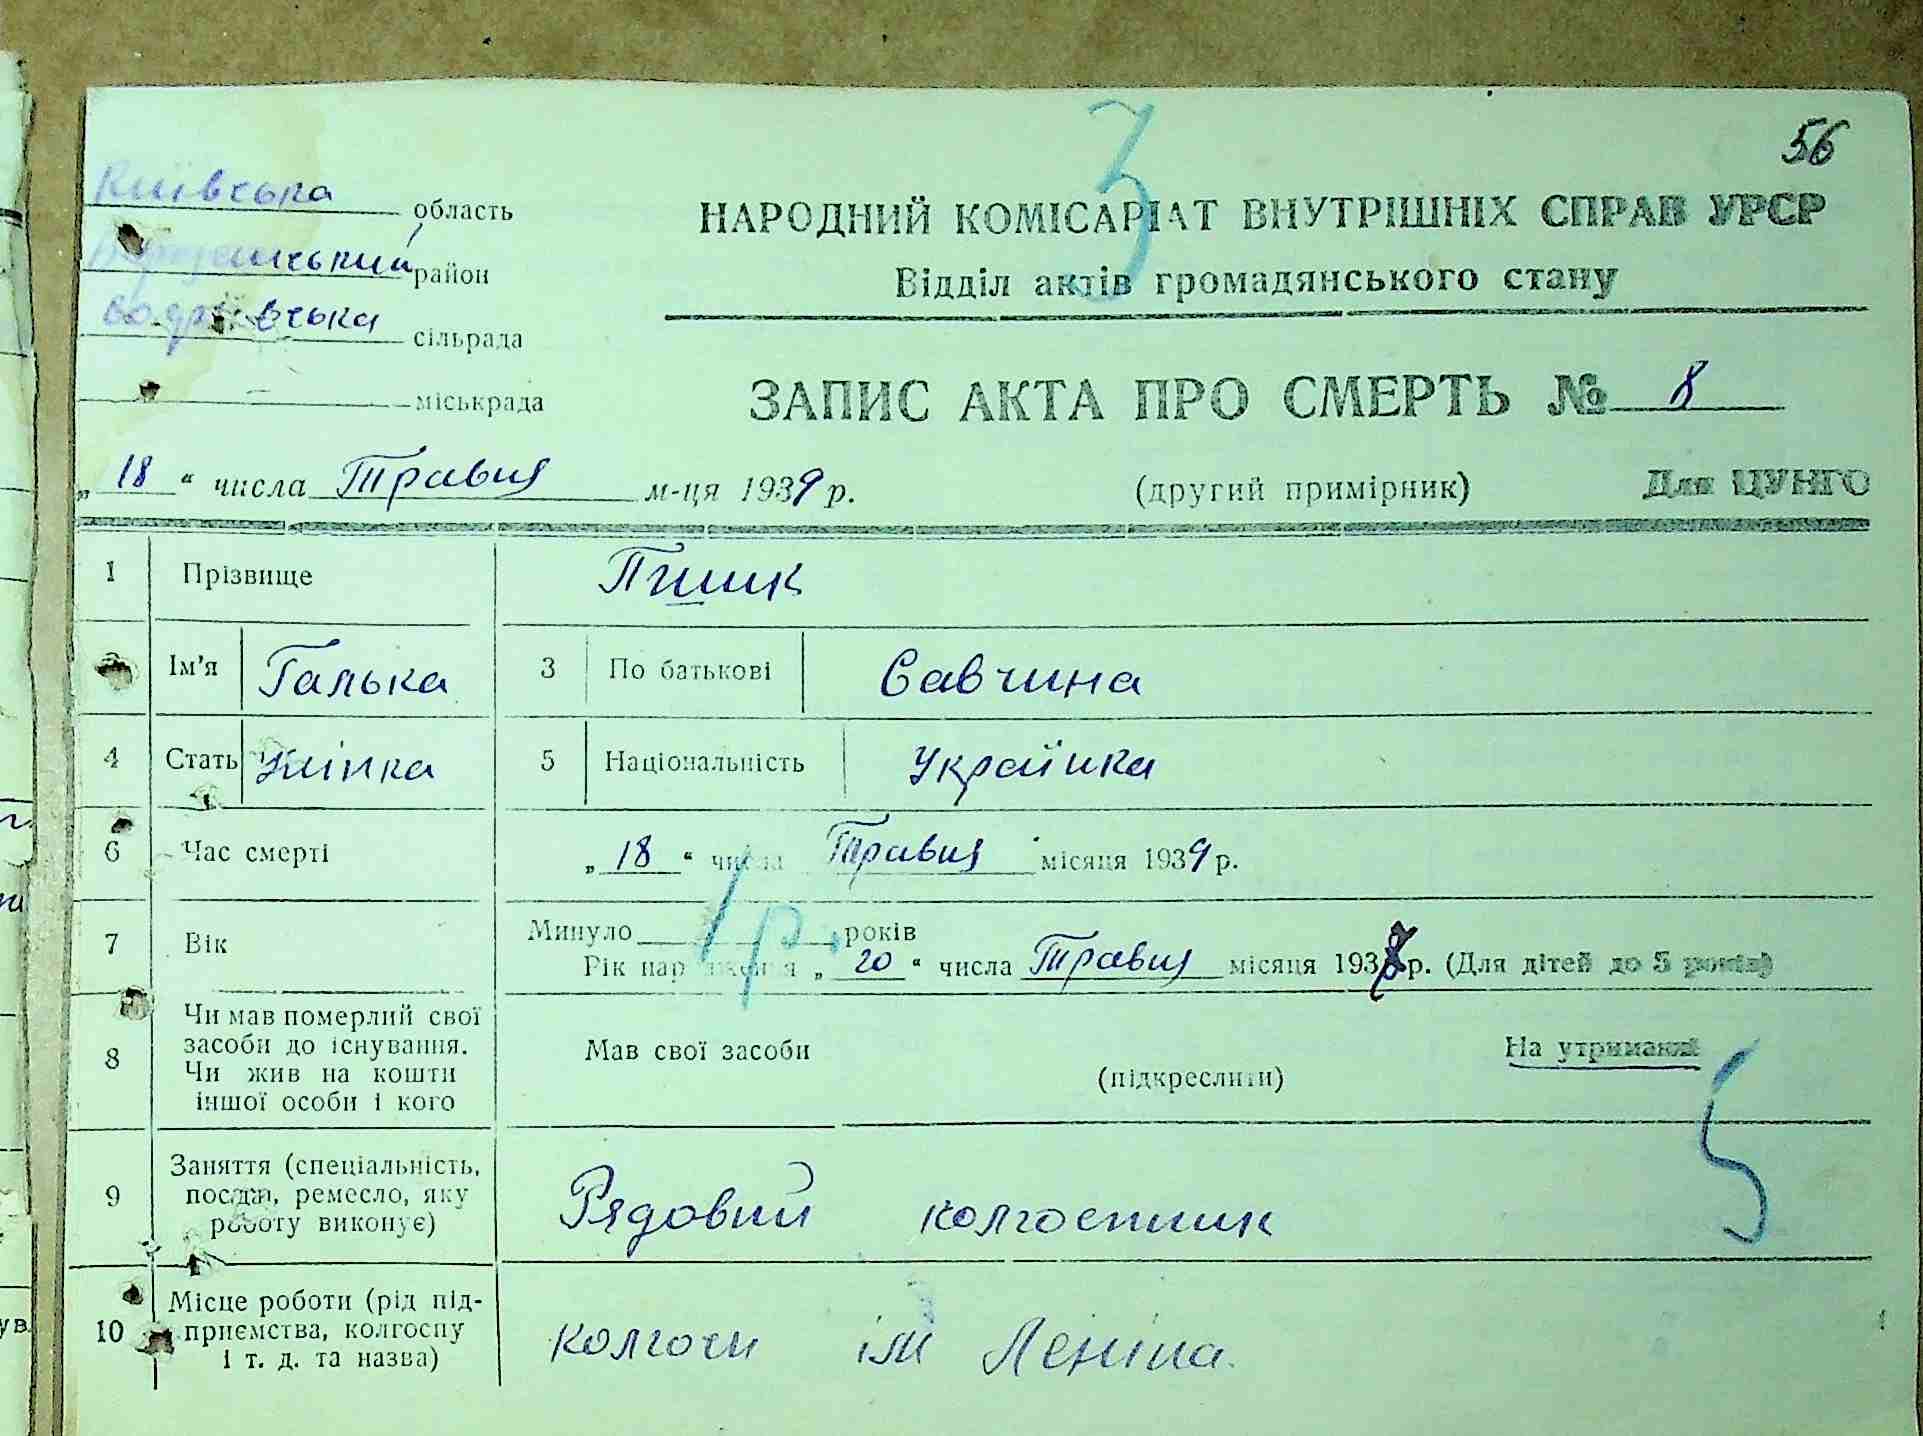 56
3
Київська область
район
сільрада
міськрада
НАРОДНИЙ КОМІСАРІАТ ВНУТРІШНІХ СПРАВ УРСР
Відділ актів громадянського стану
ЗАПИС АКТА ПРО СМЕРТЬ № 8
„18“ числа Травня м-ця 1939 р.
(другий примірник) Для ЦУНГО
1 Прізвище
Ім'я Галька 3 По батькові Савчина
4 Стать жінка 5 Національність Українка
6 Час смерті „18“ числа Травня місяця 1939 р.
7 Вік Минуло 1 р. років
Рік народження „20“ числа Травня місяця 1937 р. (Для дітей до 5 років)
8 Чи мав померлий свої
засоби до існування.
Чи жив на кошти
іншої особи і кого
Мав свої засоби На утриманні
(підкреслити)
5
9 Заняття (спеціальність,
посада, ремесло, яку
роботу виконує)
Рядовий колгоспник
10 Місце роботи (рід під-
приємства, колгоспу
і т. д. та назва)
ім Леніна.